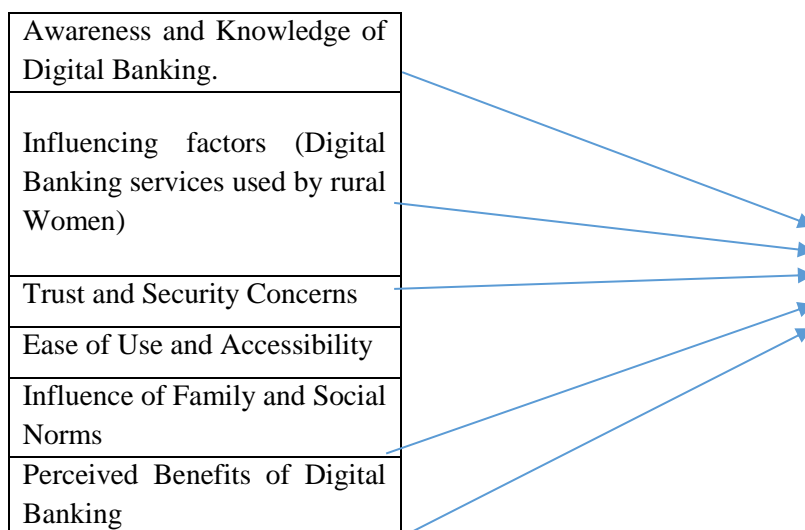 Awareness and Knowledge of
Digital Banking.
Influencing factors (Digital
Banking services used by rural
Women)
Trust and Security Concerns
Ease of Use and Accessibility
Influence of Family and Social
Norms
Perceived Benefits of Digital
Banking